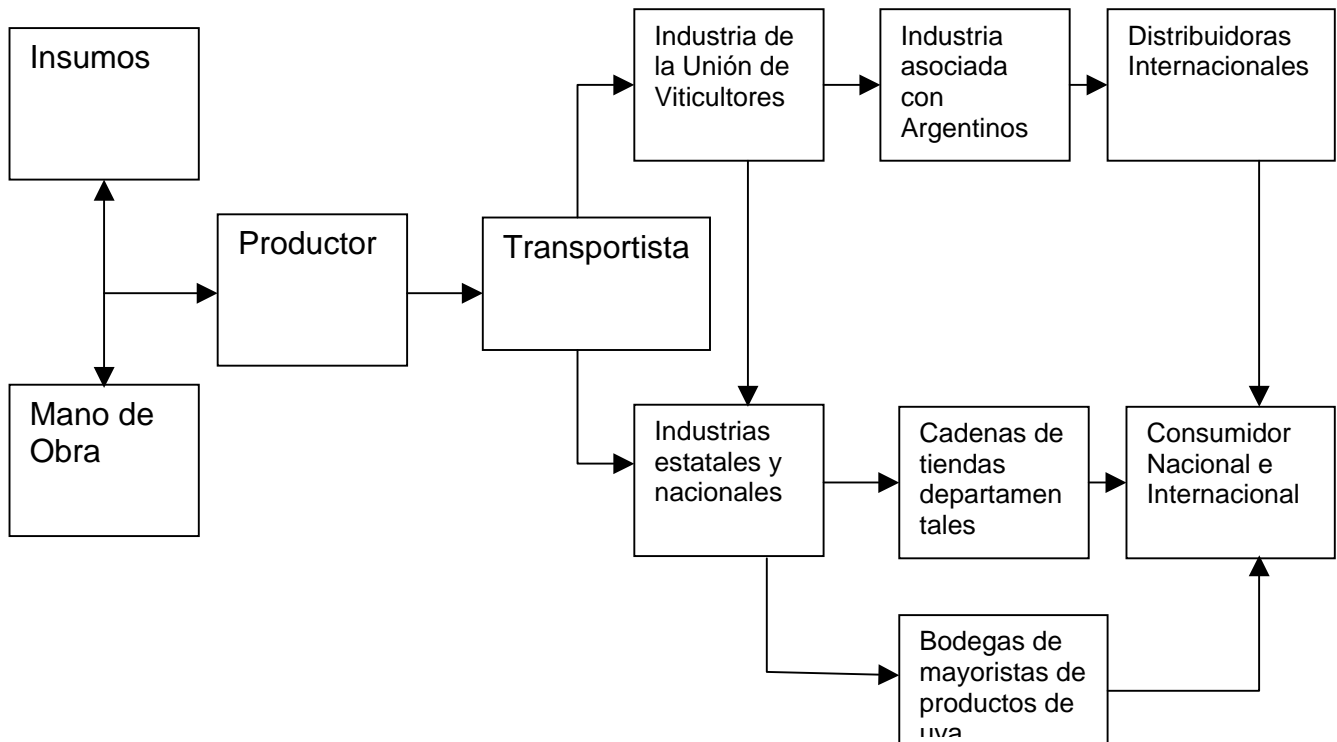 Insumos
Industria de
la Unión de
Viticultores
Industria
asociada
con
Argentinos
Distribuidoras
Internacionales
Productor
Transportista
Mano de
Obra
Industrias
estatales y
nacionales
Cadenas de
tiendas
departamen
tales
Consumidor
Nacional e
Internacional
Bodegas de
mayoristas de
productos de
uva